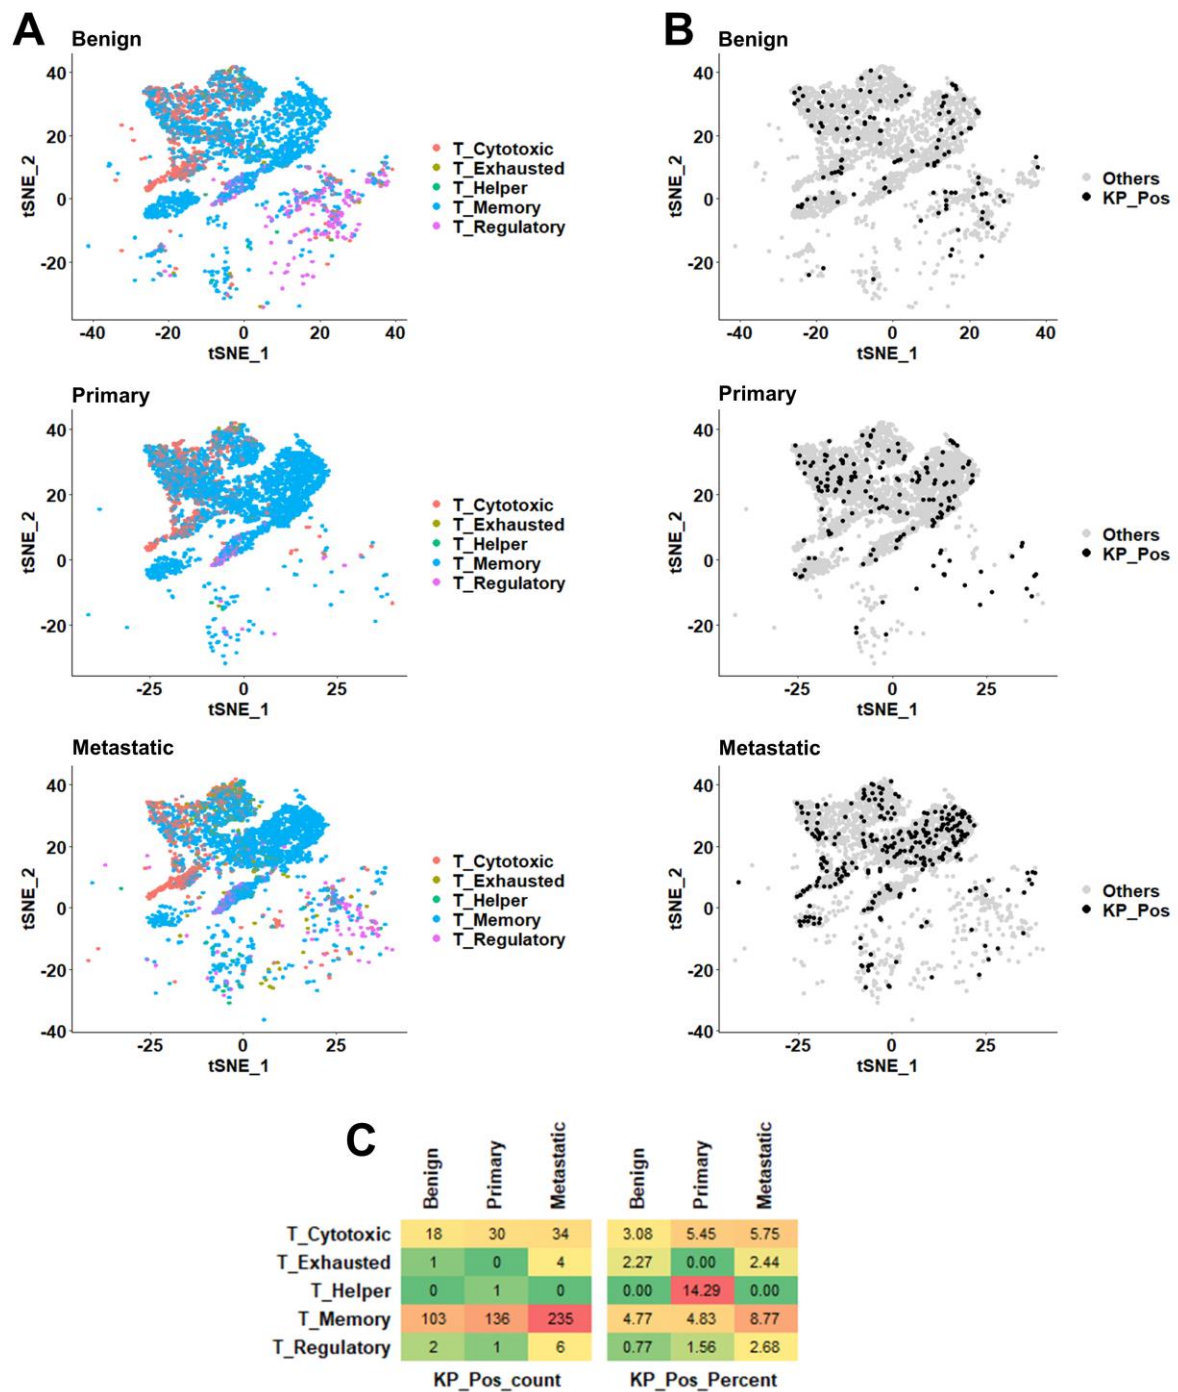 A
B
Benign
Benign
tSNE_2
40
20
0
-20
-40
-20
0
20
40
tSNE_1
T_Cytotoxic
T_Exhausted
T_Helper
T_Memory
T_Regulatory
tSNE_2
40
20
0
-20
-40
-20
0
20
40
tSNE_1
Others
KP_Pos
Primary
Primary
tSNE_2
40
20
0
-20
-25
0
25
tSNE_1
T_Cytotoxic
T_Exhausted
T_Helper
T_Memory
T_Regulatory
tSNE_2
40
20
0
-20
-25
0
25
tSNE_1
Others
KP_Pos
Metastatic
Metastatic
tSNE_2
40
20
0
-20
-40
-25
0
25
tSNE_1
T_Cytotoxic
T_Exhausted
T_Helper
T_Memory
T_Regulatory
tSNE_2
40
20
0
-20
-40
-25
0
25
tSNE_1
Others
KP_Pos
C
Benign Primary Metastatic Benign Primary Metastatic
T_Cytotoxic 18 30 34 3.08 5.45 5.75
T_Exhausted 1 0 4 2.27 0.00 2.44
T_Helper 0 1 0 0.00 14.29 0.00
T_Memory 103 136 235 4.77 4.83 8.77
T_Regulatory 2 1 6 0.77 1.56 2.68
KP_Pos_count KP_Pos_Percent